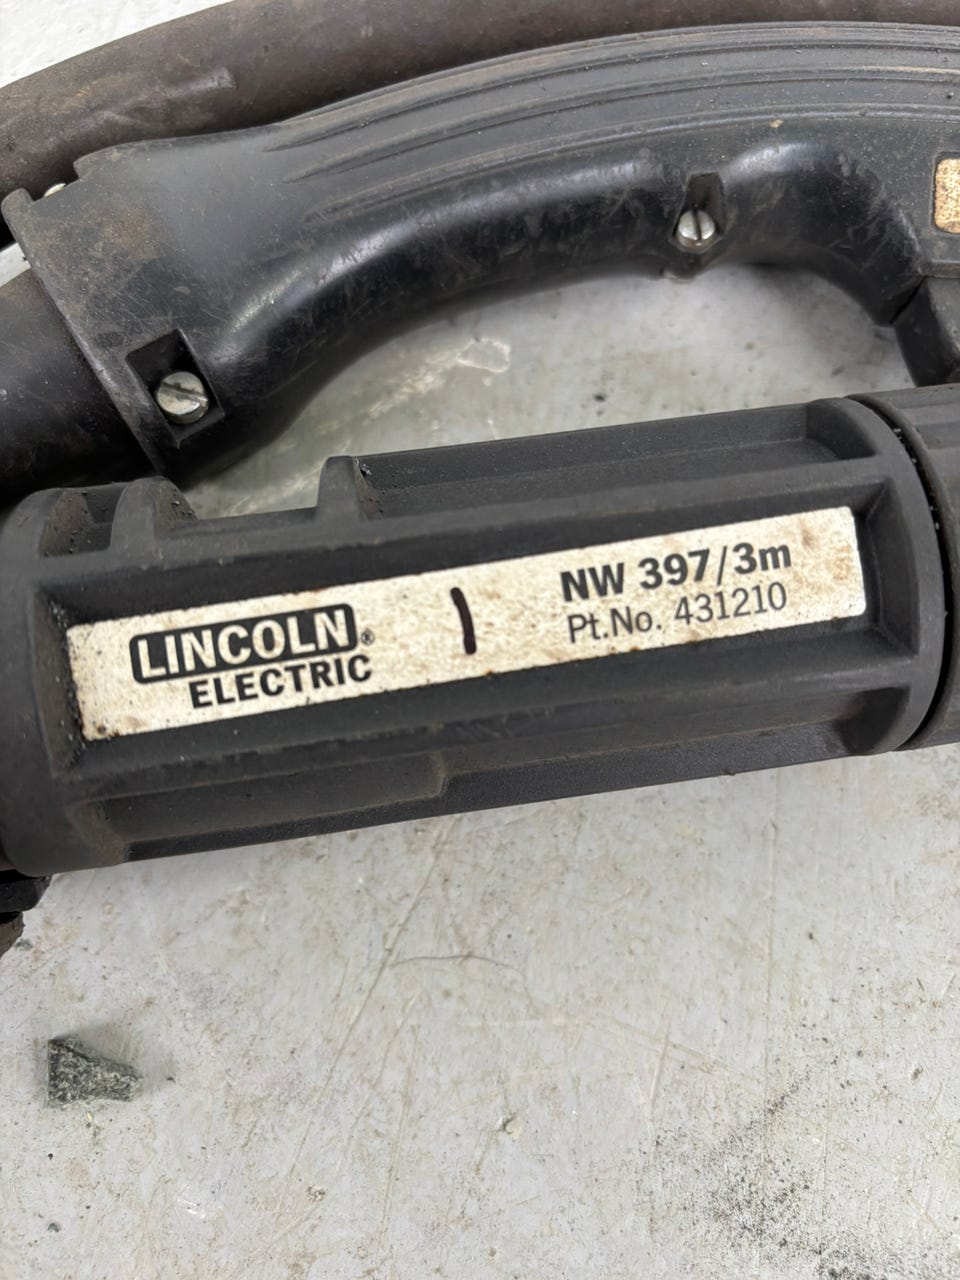 LINCOLN®
ELECTRIC
1
NW 397/3m
Pt.No. 431210